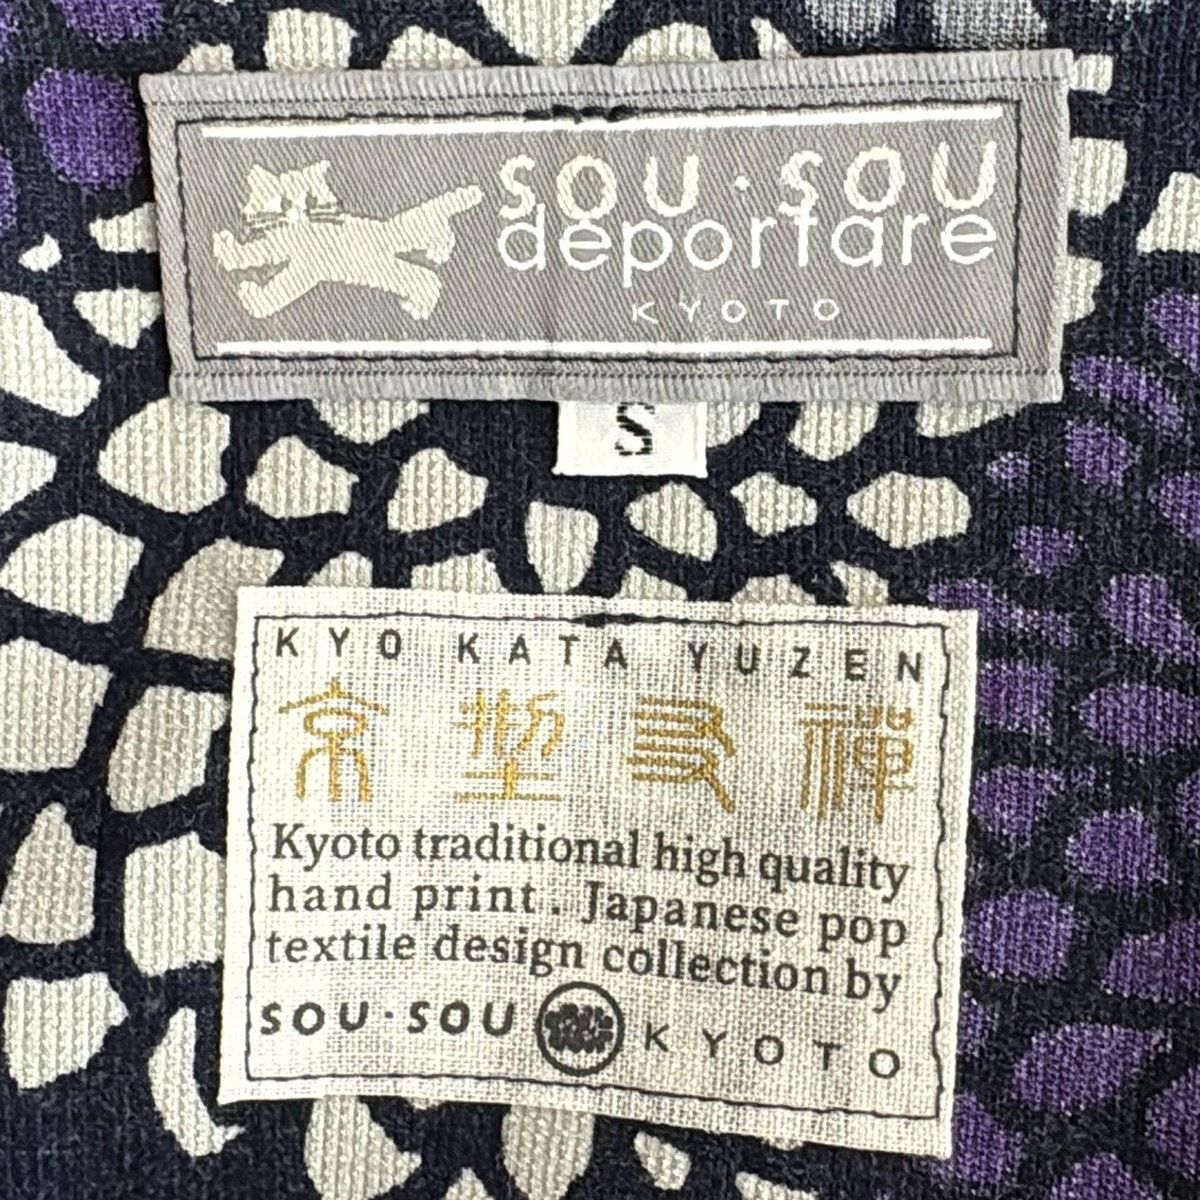 SOU・SOU
deportare
KYOTO
S
KYO KATA YUZEN
京型友禅
Kyoto traditional high quality
hand print. Japanese pop
textile design collection by
SOU・SOU KYOTO